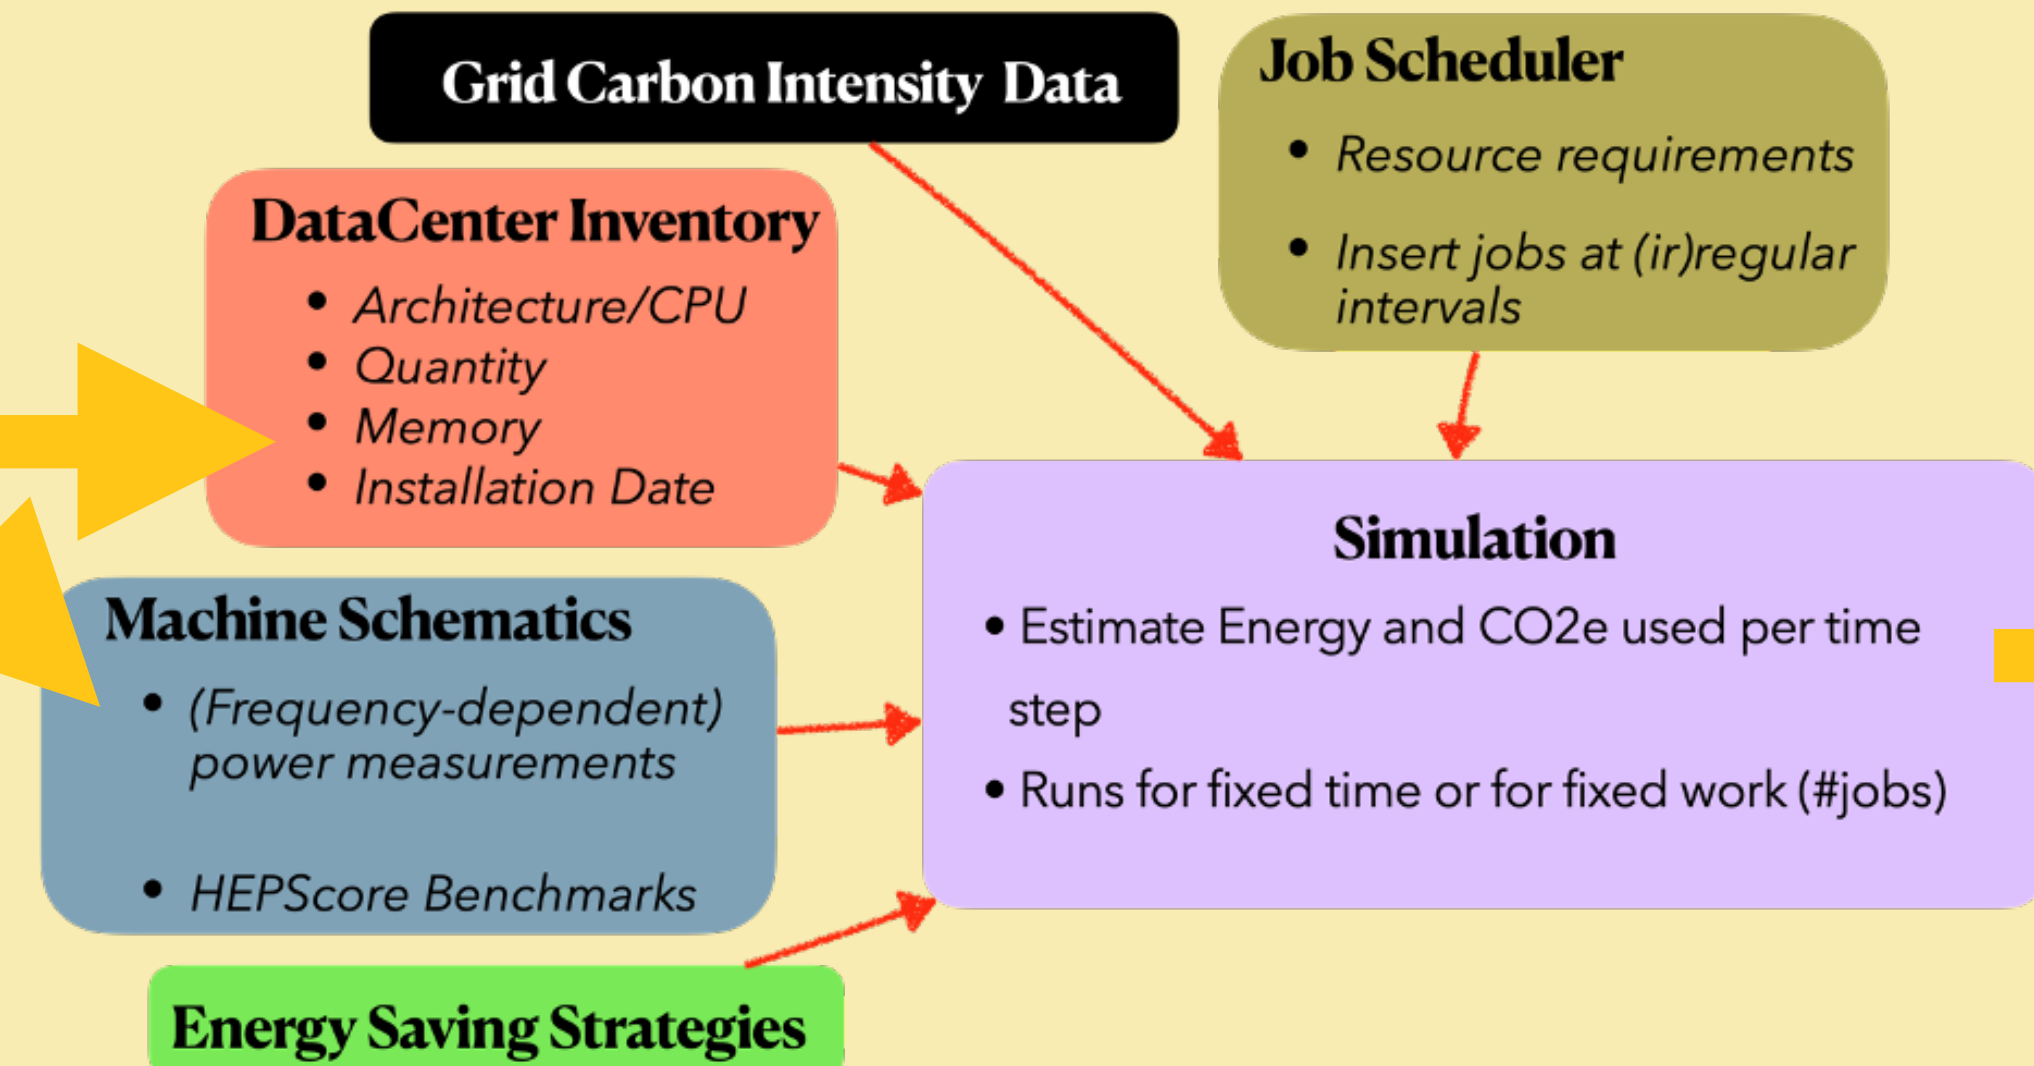 Grid Carbon Intensity Data
Job Scheduler
• Resource requirements
• Insert jobs at (ir)regular
intervals
DataCenter Inventory
• Architecture/CPU
• Quantity
• Memory
• Installation Date
Machine Schematics
• (Frequency-dependent)
power measurements
• HEPScore Benchmarks
Simulation
• Estimate Energy and CO2e used per time
step
• Runs for fixed time or for fixed work (#jobs)
Energy Saving Strategies